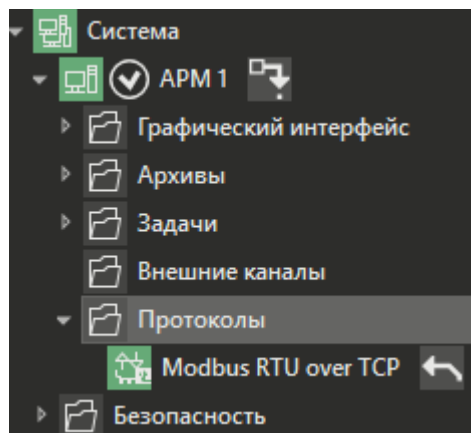 Система
АРМ 1
Графический интерфейс
Архивы
Задачи
Внешние каналы
Протоколы
Modbus RTU over TCP
Безопасность